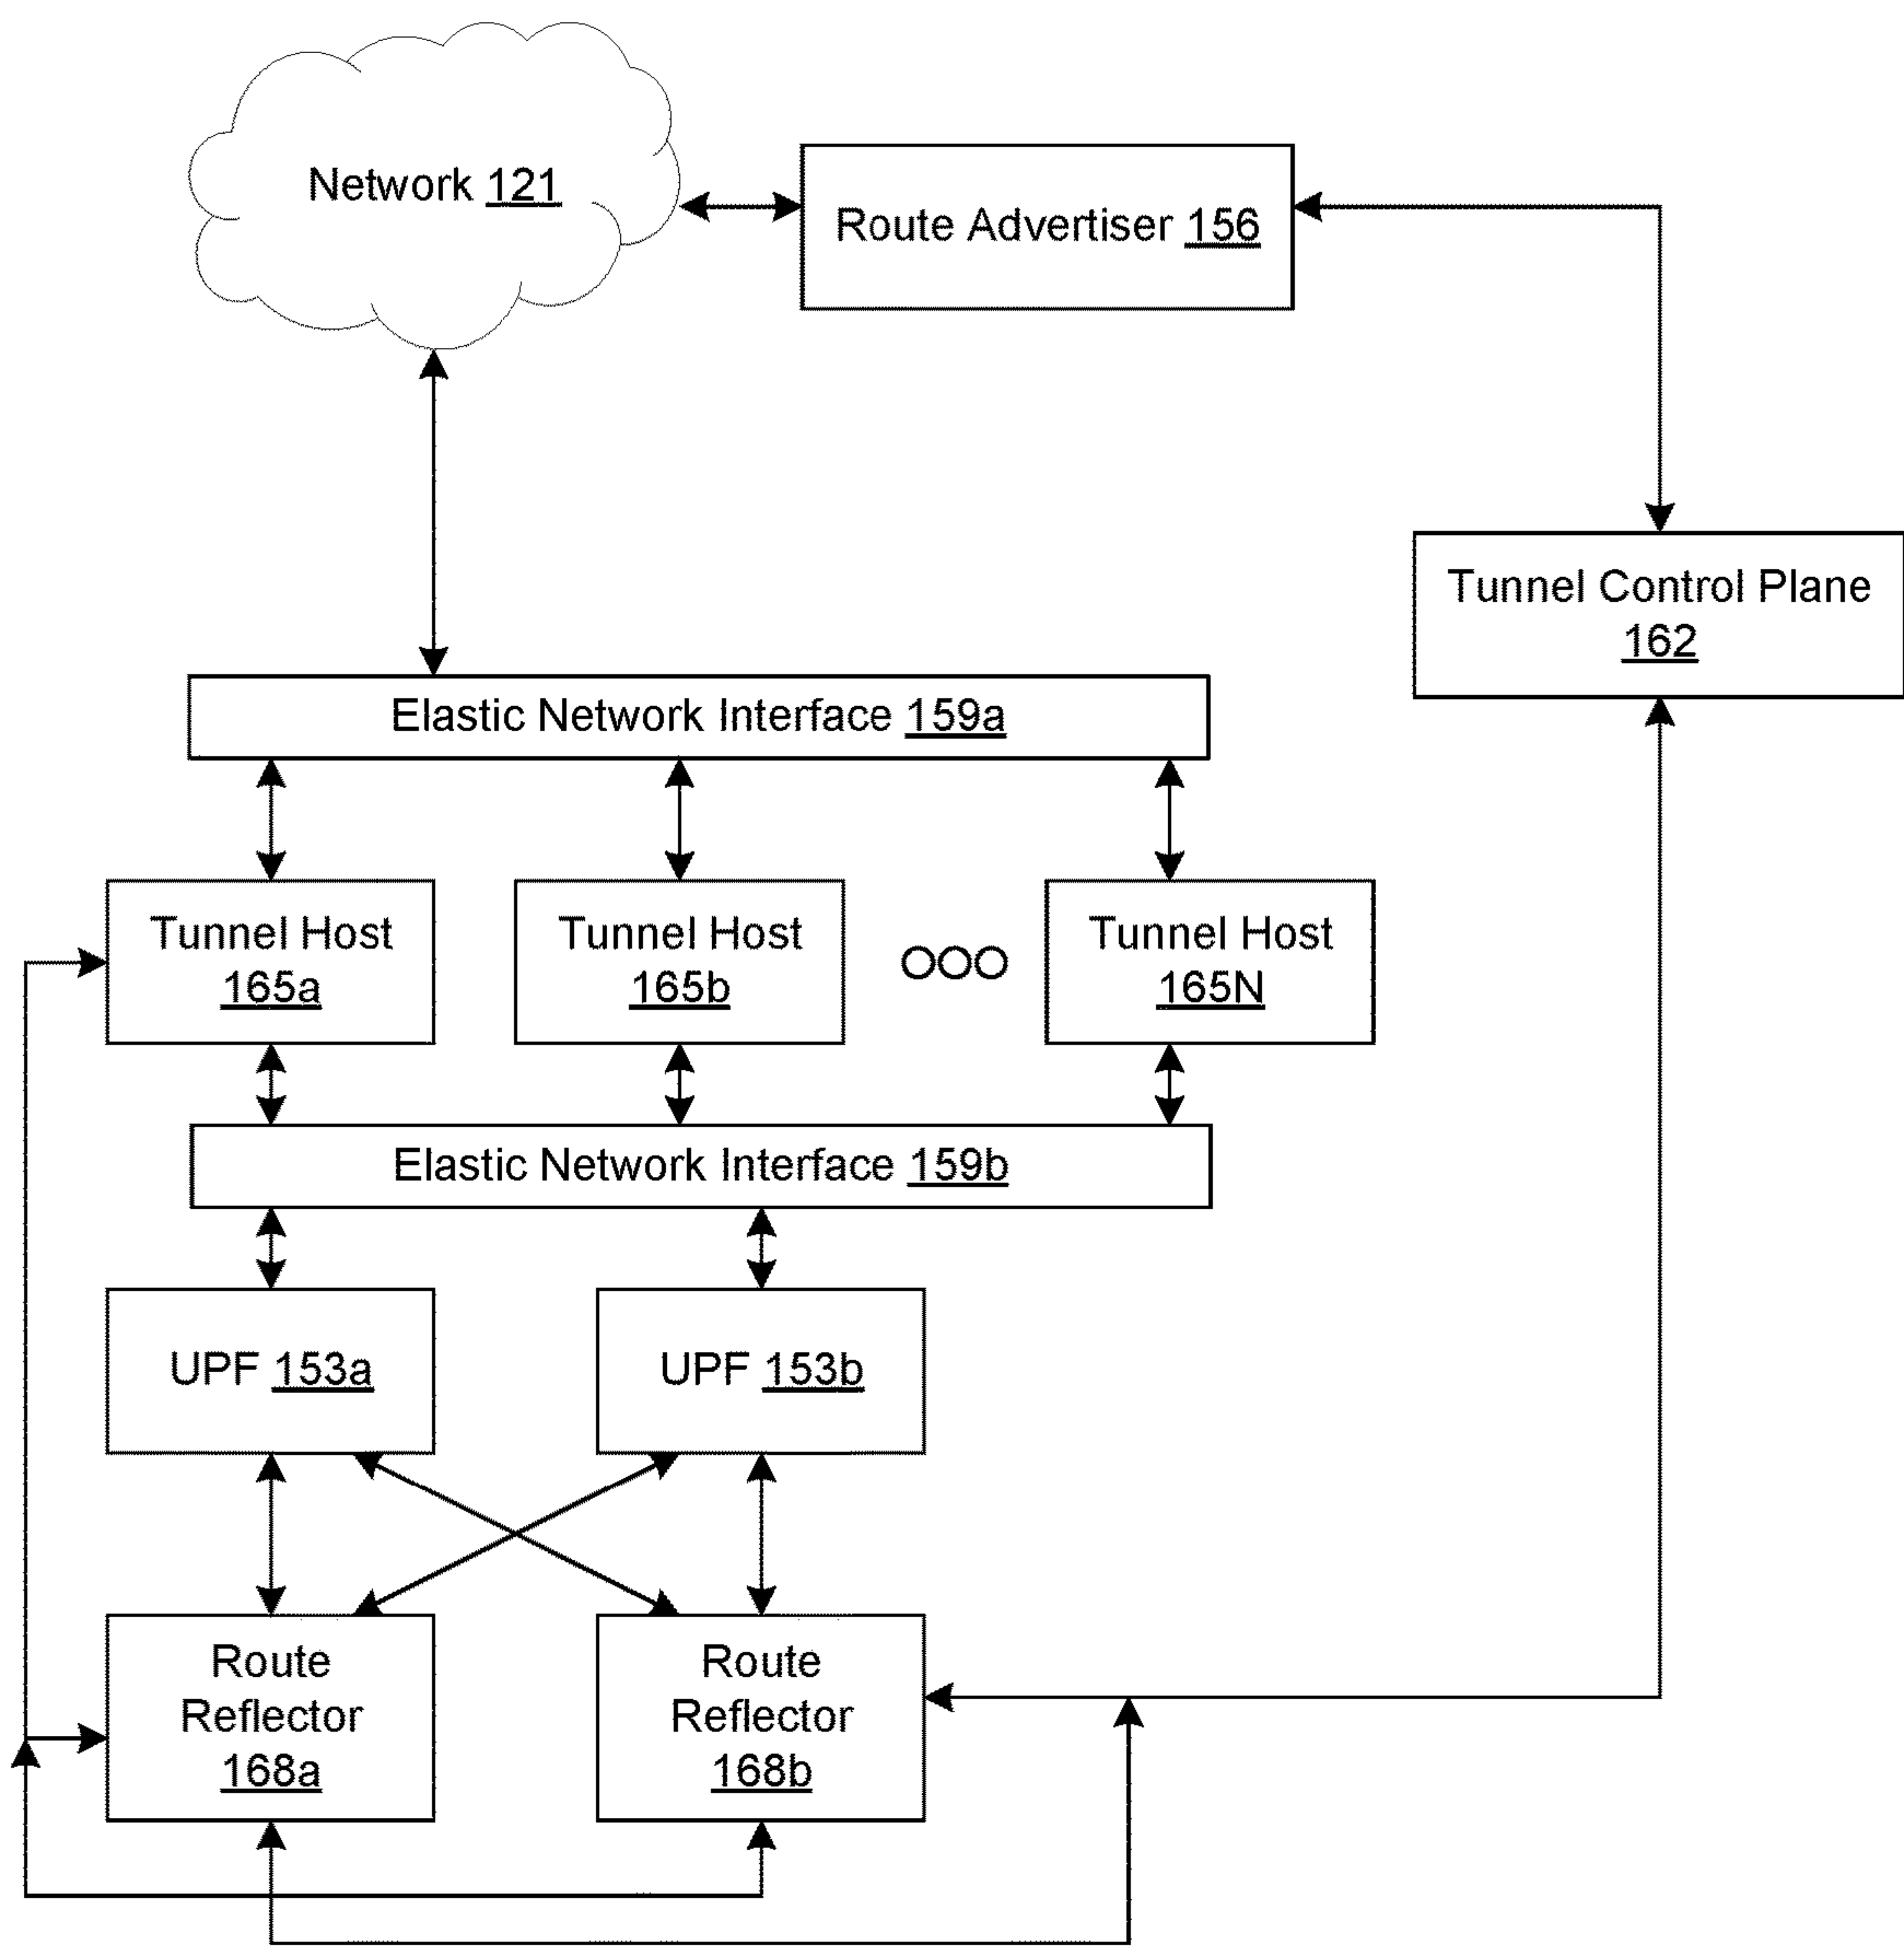 Network 121
Route Advertiser 156
Tunnel Control Plane
162
Elastic Network Interface 159a
Tunnel Host
165a
Tunnel Host
165b
Tunnel Host
165N
Elastic Network Interface 159b
UPF 153a
UPF 153b
Route
Reflector
168a
Route
Reflector
168b